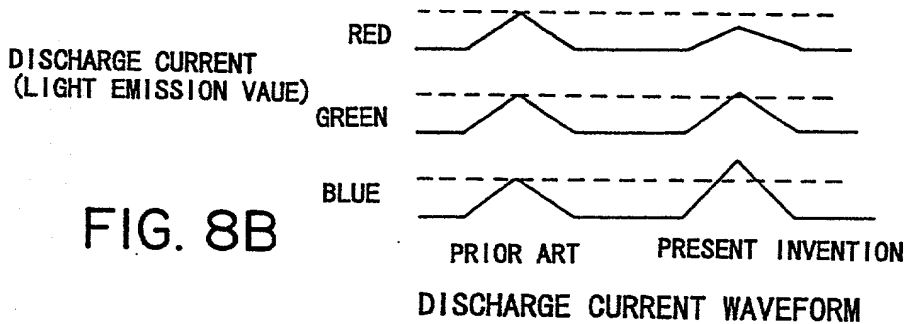 RED
DISCHARGE CURRENT
(LIGHT EMISSION VAUE)
GREEN
BLUE
FIG. 8B
PRIOR ART
PRESENT INVENTION
DISCHARGE CURRENT WAVEFORM